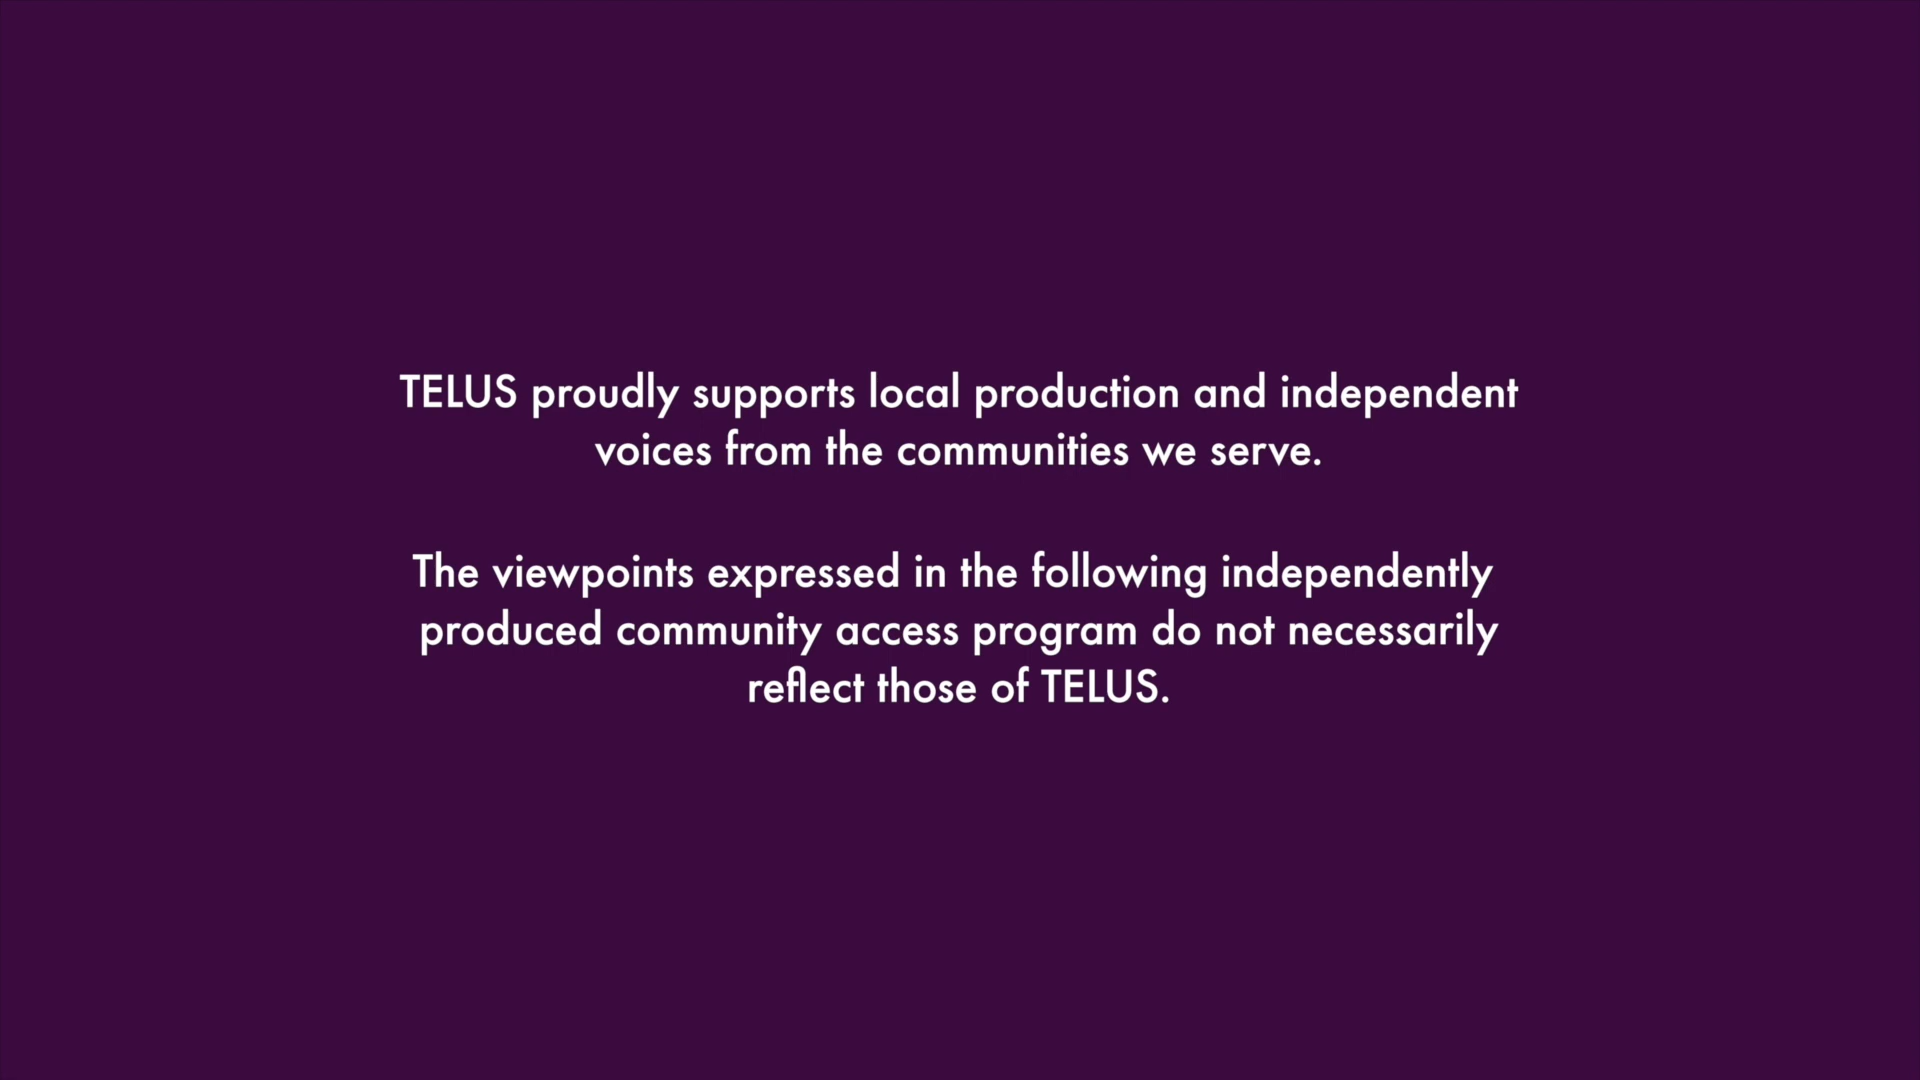 TELUS proudly supports local production and independent
voices from the communities we serve.
The viewpoints expressed in the following independently
produced community access program do not necessarily
reflect those of TELUS.